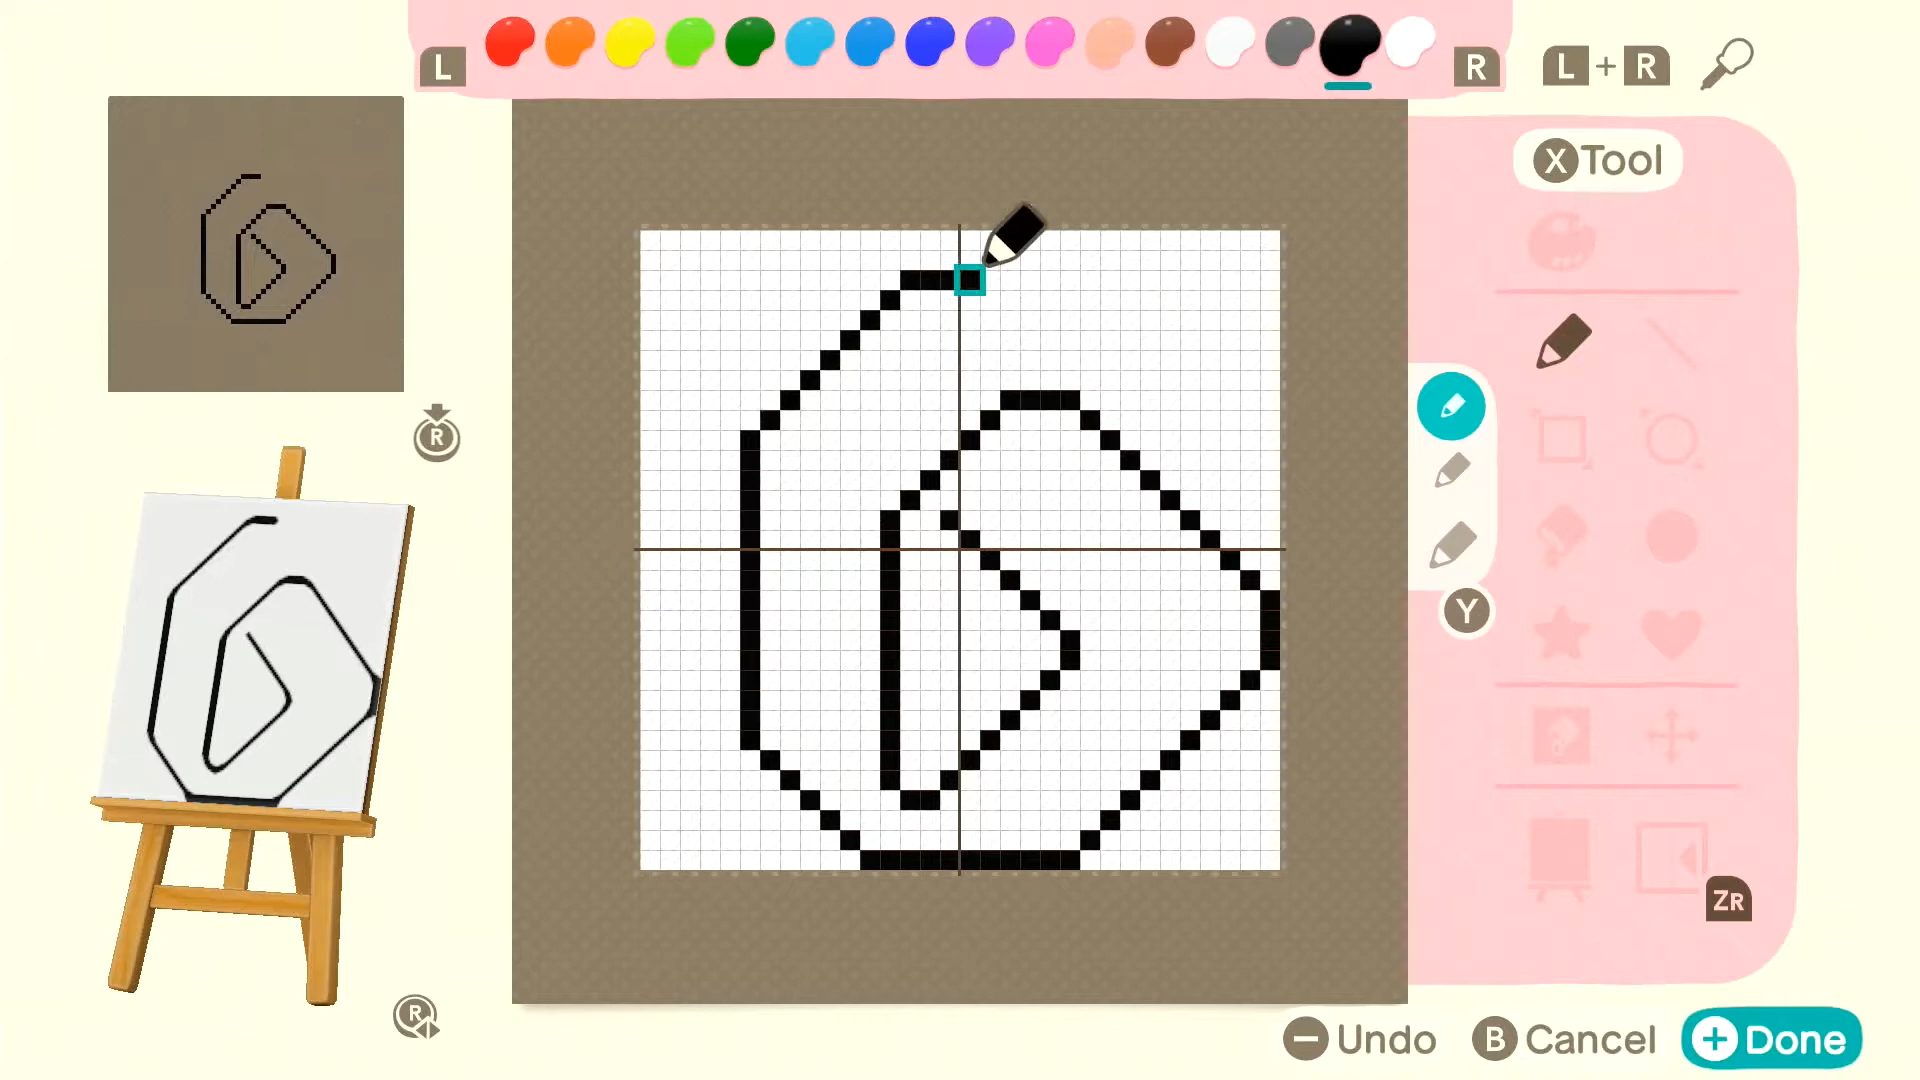 L
R
L + R
X Tool
R
Y
ZR
R
− Undo
B Cancel
+ Done